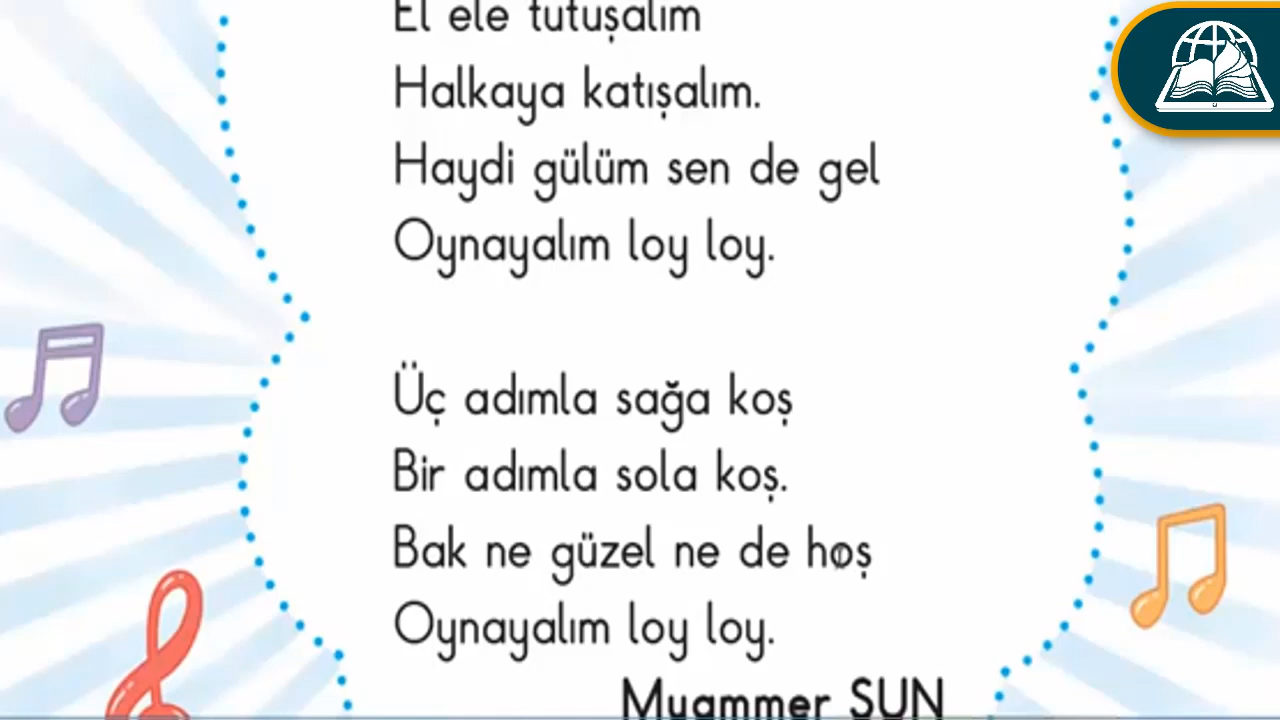 El ele tutuşalım
Halkaya katışalım.
Haydi gülüm sen de gel
Oynayalım loy loy.
Üç adımla sağa koş
Bir adımla sola koş.
Bak ne güzel ne de hoş
Oynayalım loy loy.
Muammer SUN